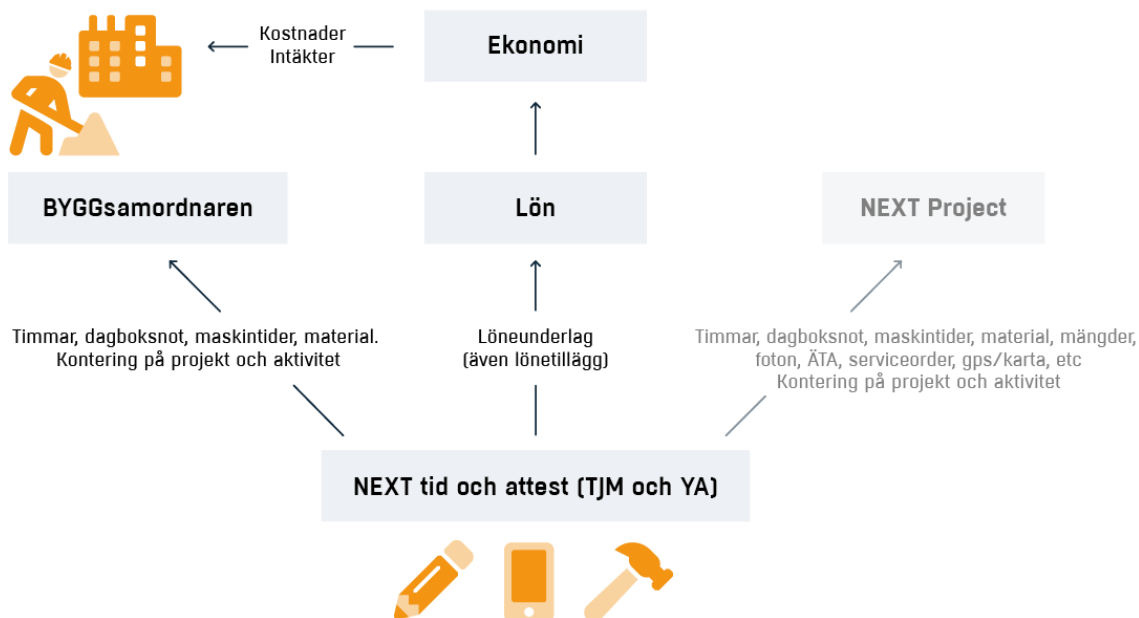 Kostnader
Intäkter
Ekonomi
BYGGsamordnaren
Lön
NEXT Project
Timmar, dagboksnot, maskintider, material.
Kontering på projekt och aktivitet
Löneunderlag
(även lönetillägg)
Timmar, dagboksnot, maskintider, material, mängder,
foton, ÄTA, serviceorder, gps/karta, etc
Kontering på projekt och aktivitet
NEXT tid och attest (TJM och YA)